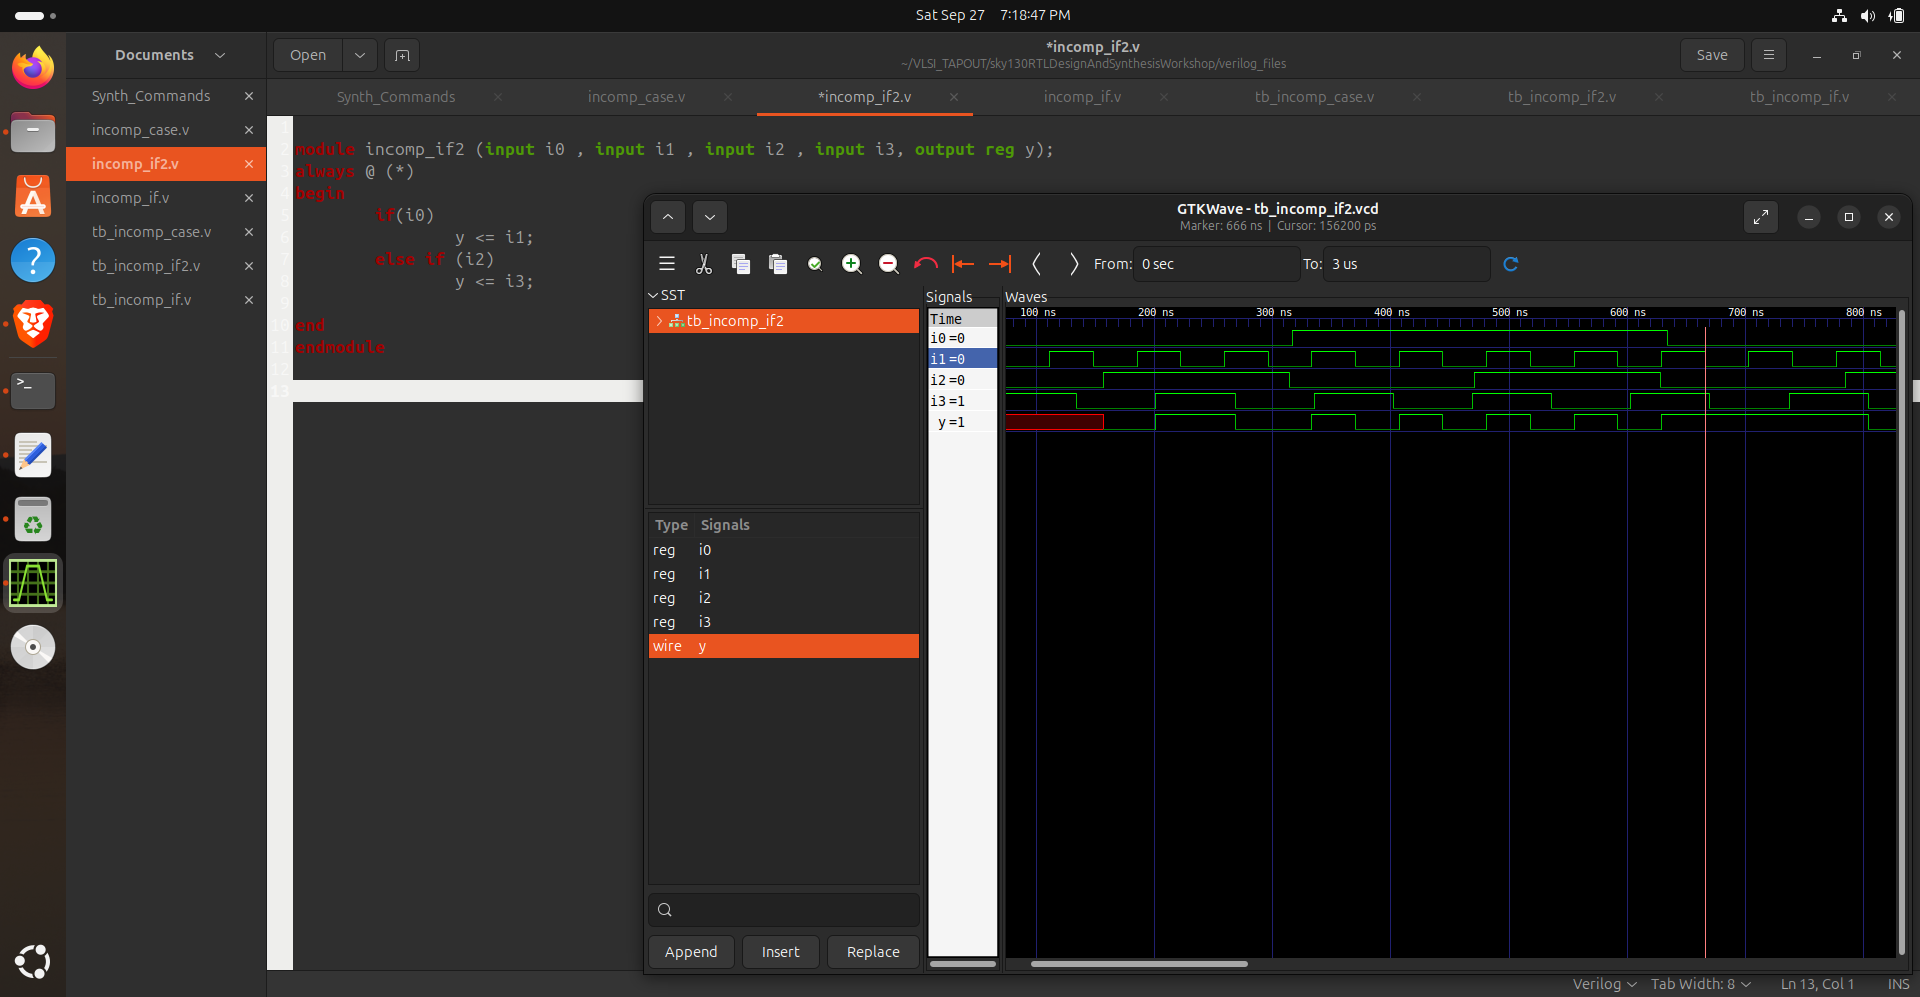 Sat Sep 27 7:18:47 PM
Documents
Open
*incomp_if2.v
~/VLSI_TAPOUT/sky130RTLDesignAndSynthesisWorkshop/verilog_files
Save
Synth_Commands
incomp_case.v
incomp_if2.v
incomp_if.v
tb_incomp_case.v
tb_incomp_if2.v
tb_incomp_if.v
Synth_Commands
incomp_case.v
*incomp_if2.v
incomp_if.v
tb_incomp_case.v
tb_incomp_if2.v
tb_incomp_if.v
1
2 module incomp_if2 (input i0 , input i1 , input i2 , input i3, output reg y);
3 always @ (*)
4 begin
5 if(i0)
6 y <= i1;
7 else if (i2)
8 y <= i3;
9
10 end
11 endmodule
12
13
GTKWave - tb_incomp_if2.vcd
Marker: 666 ns | Cursor: 156200 ps
From: 0 sec To: 3 us
SST
tb_incomp_if2
Type Signals
reg i0
reg i1
reg i2
reg i3
wire y
Append Insert Replace
Signals
Time
i0=0
i1=0
i2=0
i3=1
y=1
Waves
100 ns 200 ns 300 ns 400 ns 500 ns 600 ns 700 ns 800 ns
Verilog Tab Width: 8 Ln 13, Col 1 INS